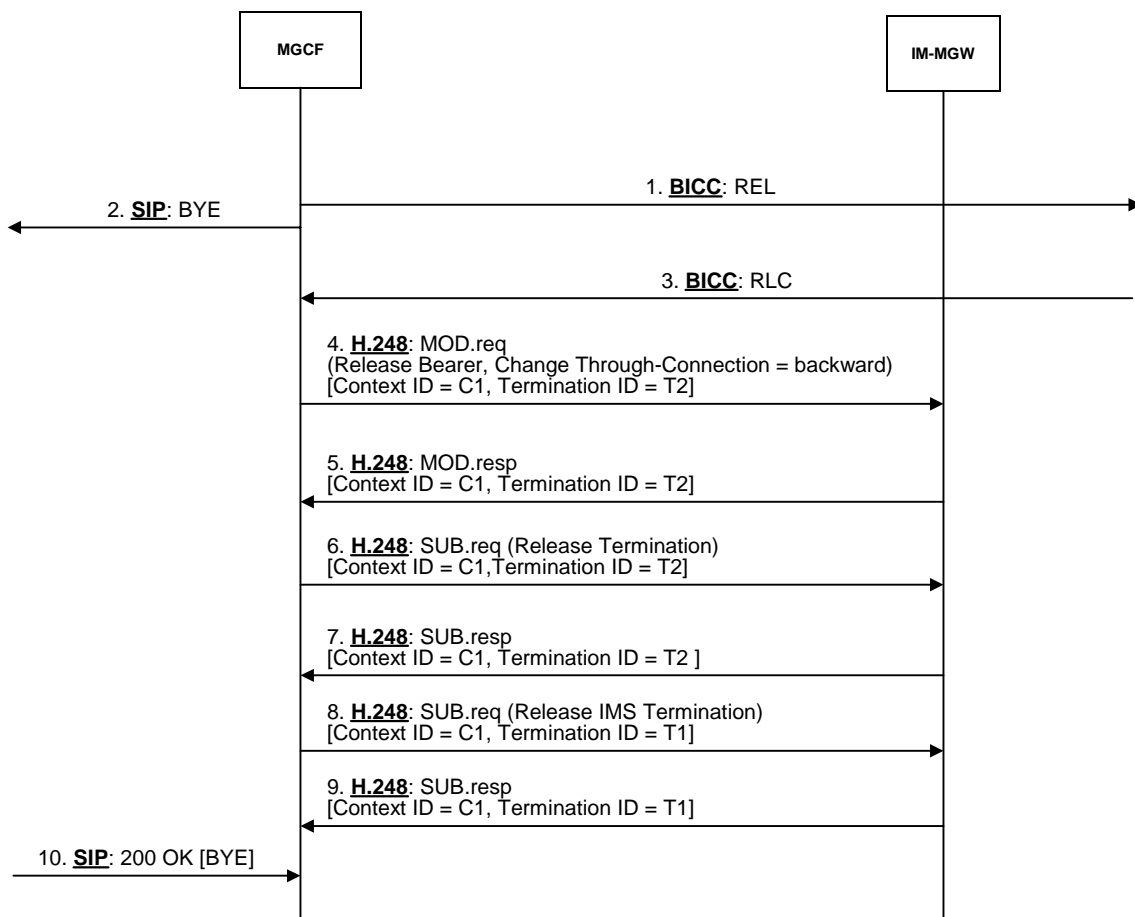 MGCF
IM-MGW
1. BICC: REL
2. SIP: BYE
3. BICC: RLC
4. H.248: MOD.req
(Release Bearer, Change Through-Connection = backward)
[Context ID = C1, Termination ID = T2]
5. H.248: MOD.resp
[Context ID = C1, Termination ID = T2]
6. H.248: SUB.req (Release Termination)
[Context ID = C1,Termination ID = T2]
7. H.248: SUB.resp
[Context ID = C1, Termination ID = T2 ]
8. H.248: SUB.req (Release IMS Termination)
[Context ID = C1, Termination ID = T1]
9. H.248: SUB.resp
[Context ID = C1, Termination ID = T1]
10. SIP: 200 OK [BYE]